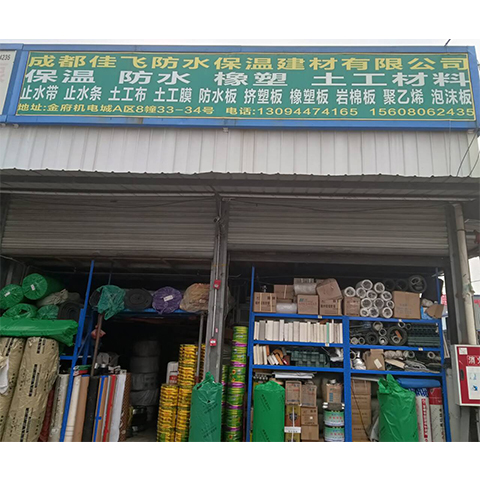 成都佳飞防水保温建材有限公司
保温 防水 橡塑 土工材料
止水带 止水条 土工布 土工膜 防水板 挤塑板 橡塑板 岩棉板 聚乙烯 泡沫板
地址:金府机电城A区8幢33-34号 电话:13094474165 15608062435